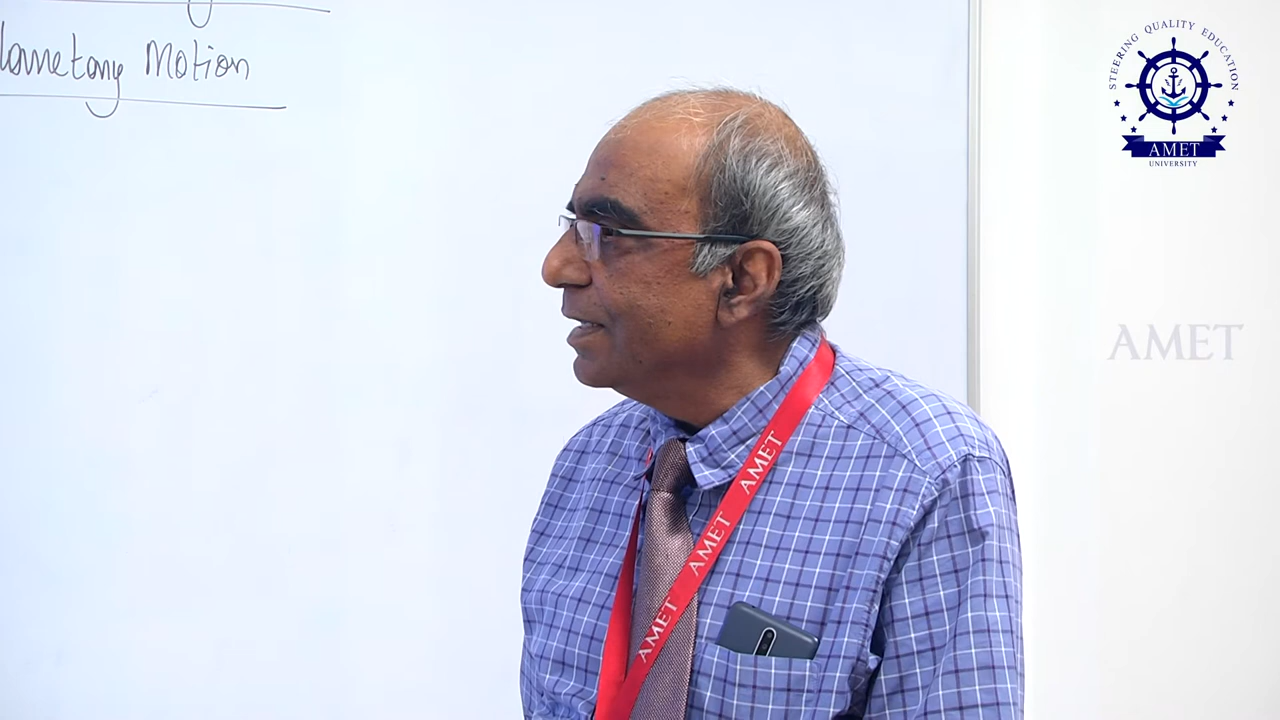 lanetary Motion
STEERING QUALITY EDUCATION
AMET
UNIVERSITY
AMET
AMET
AMET
AMET